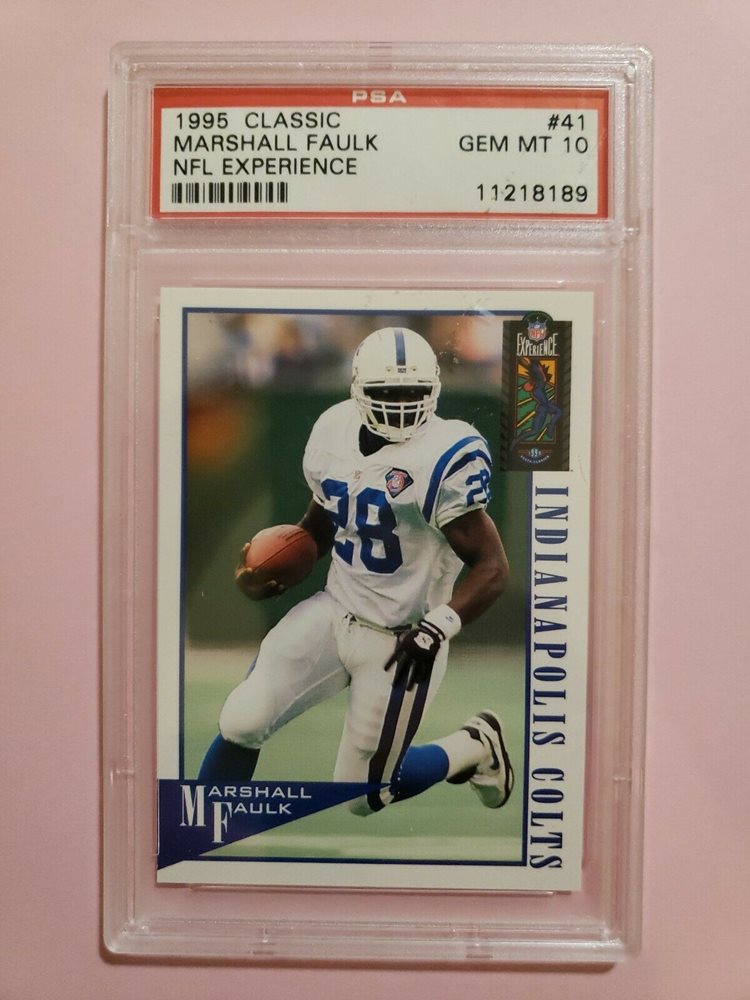 PSA
1995 CLASSIC #41
MARSHALL FAULK GEM MT 10
NFL EXPERIENCE
11218189
NFL
EXPERIENCE
28
28
INDIANAPOLIS COLTS
MARSHALL
FAULK